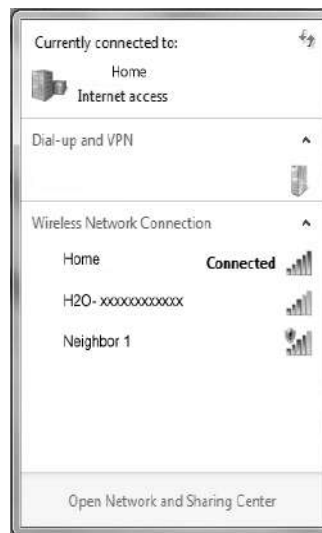 Currently connected to:
Home
Internet access
Dial-up and VPN
Wireless Network Connection
Home Connected
H2O- xxxxxxxxxxxx
Neighbor 1
Open Network and Sharing Center